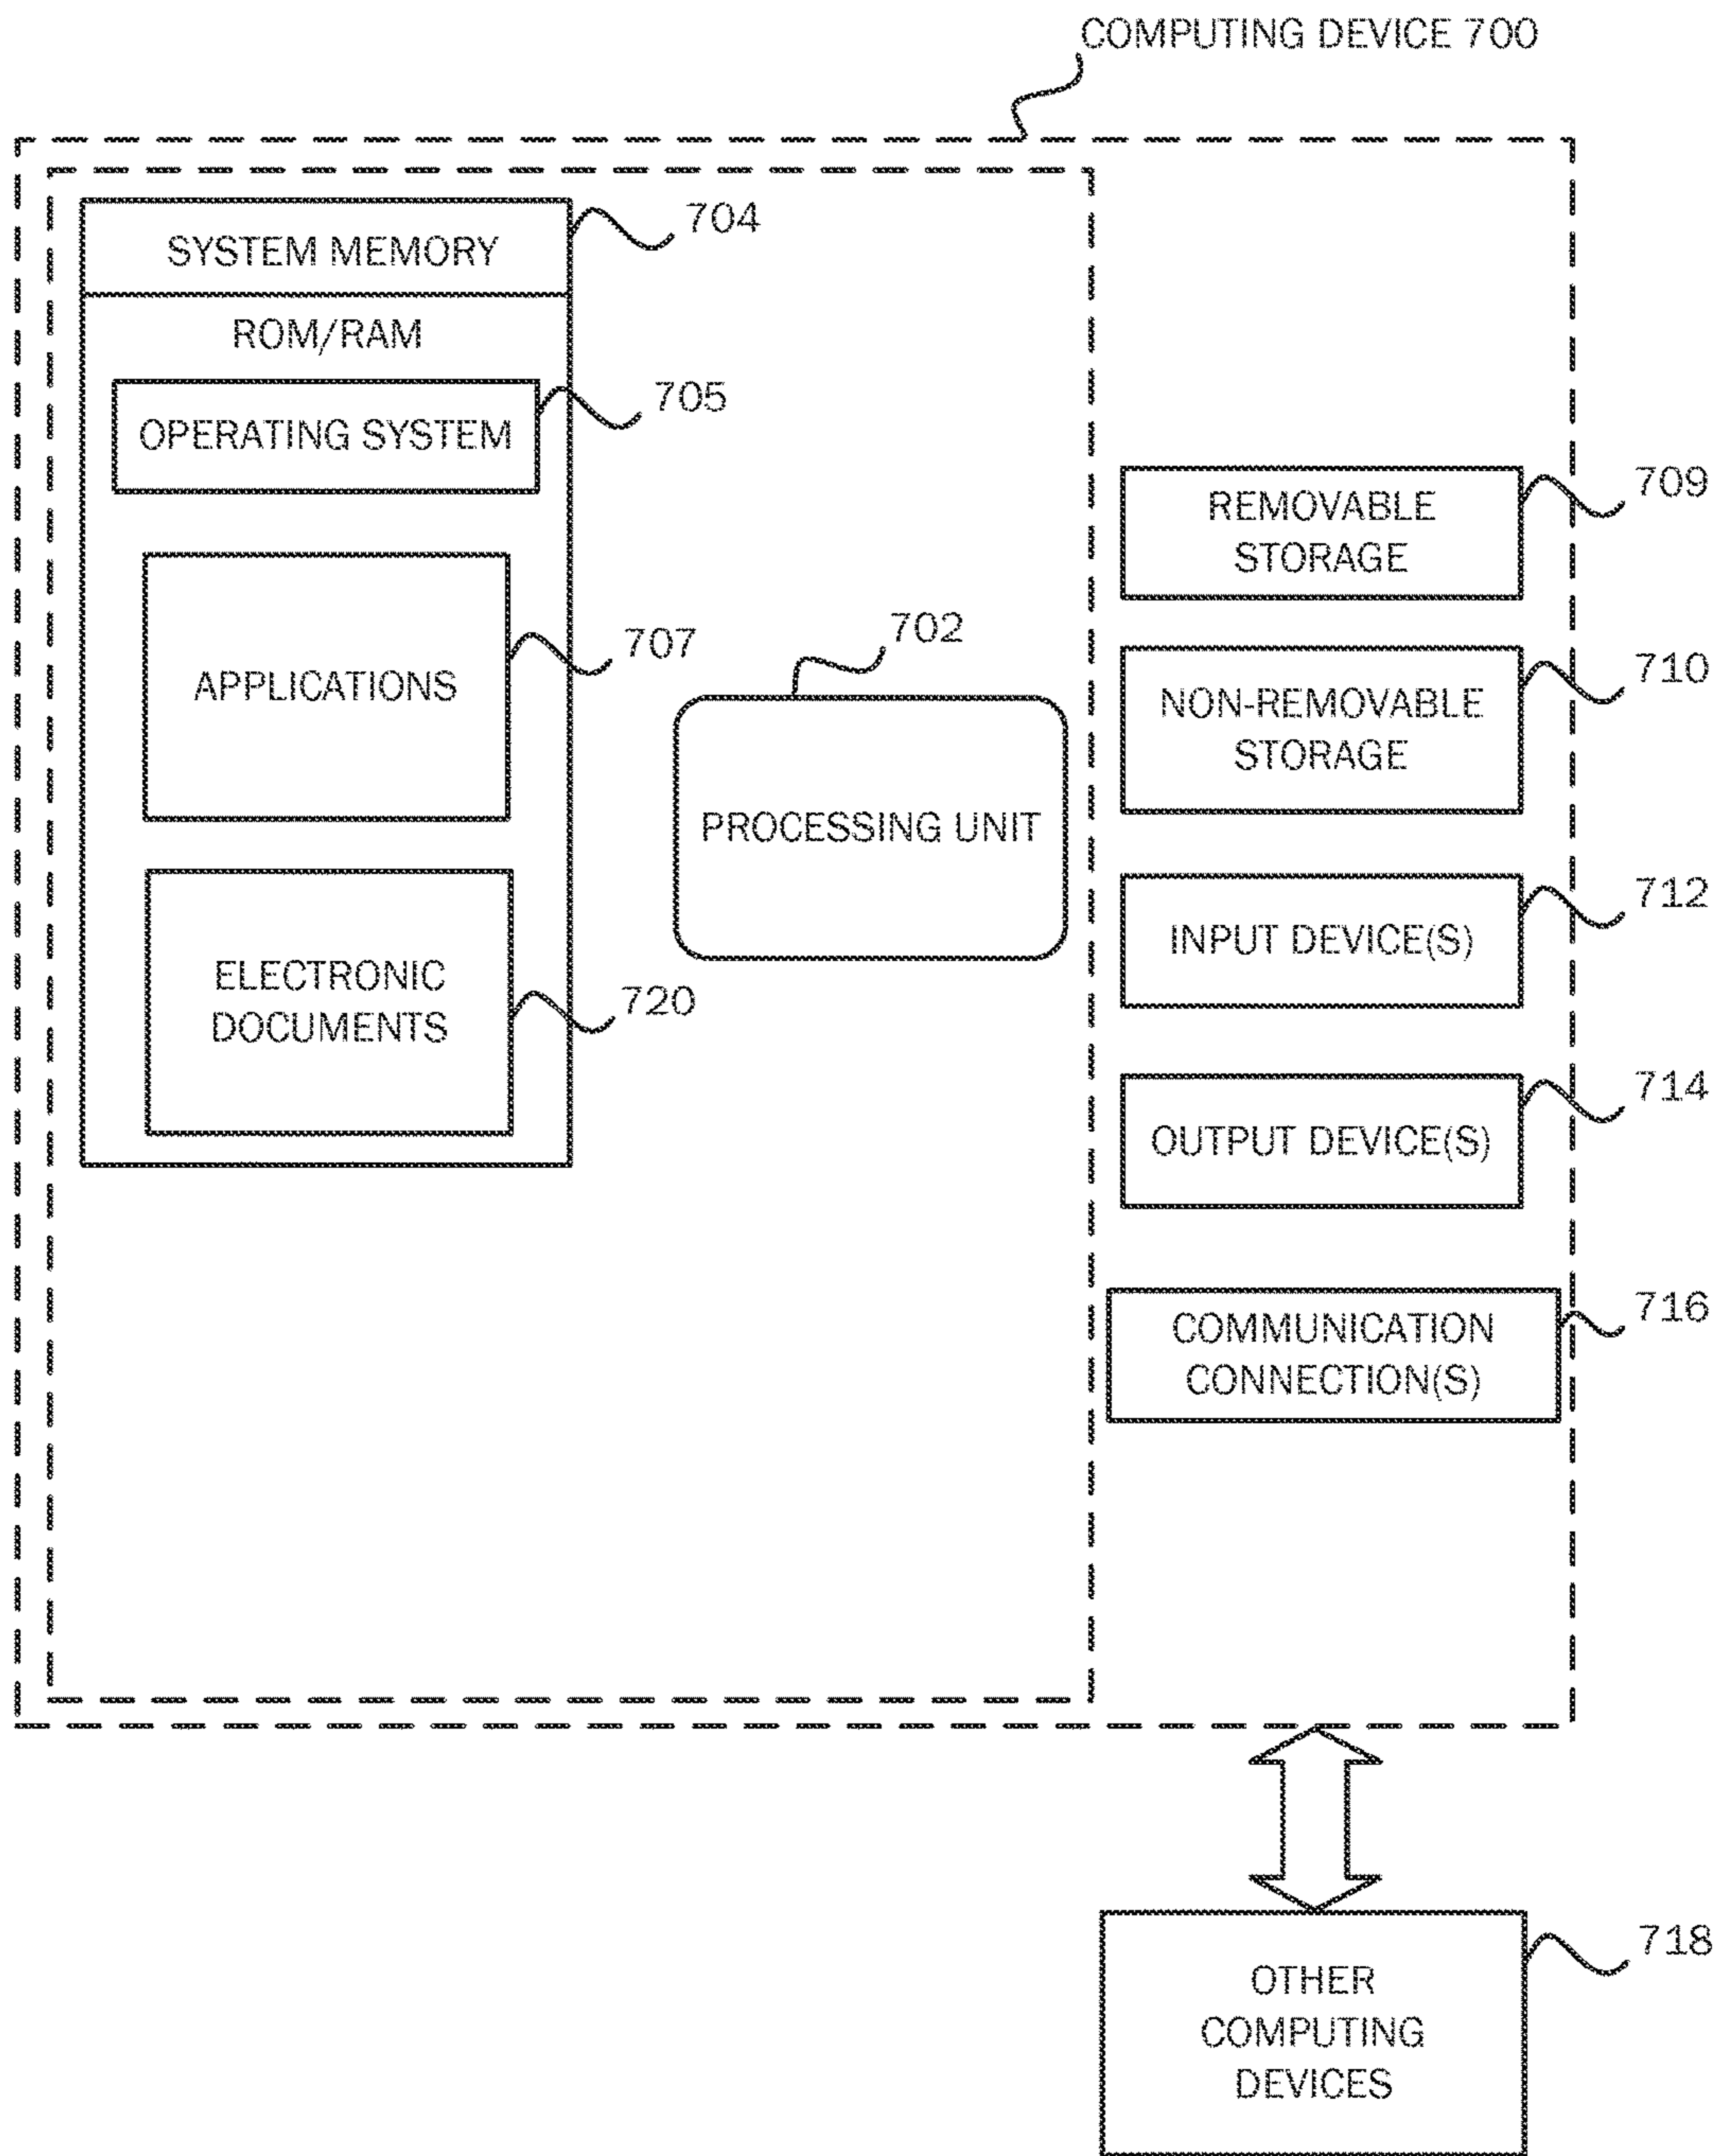 COMPUTING DEVICE 700
SYSTEM MEMORY
704
ROM/RAM
OPERATING SYSTEM
705
APPLICATIONS
707
ELECTRONIC
DOCUMENTS
720
702
PROCESSING UNIT
REMOVABLE
STORAGE
709
NON-REMOVABLE
STORAGE
710
INPUT DEVICE(S)
712
OUTPUT DEVICE(S)
714
COMMUNICATION
CONNECTION(S)
716
OTHER
COMPUTING
DEVICES
718